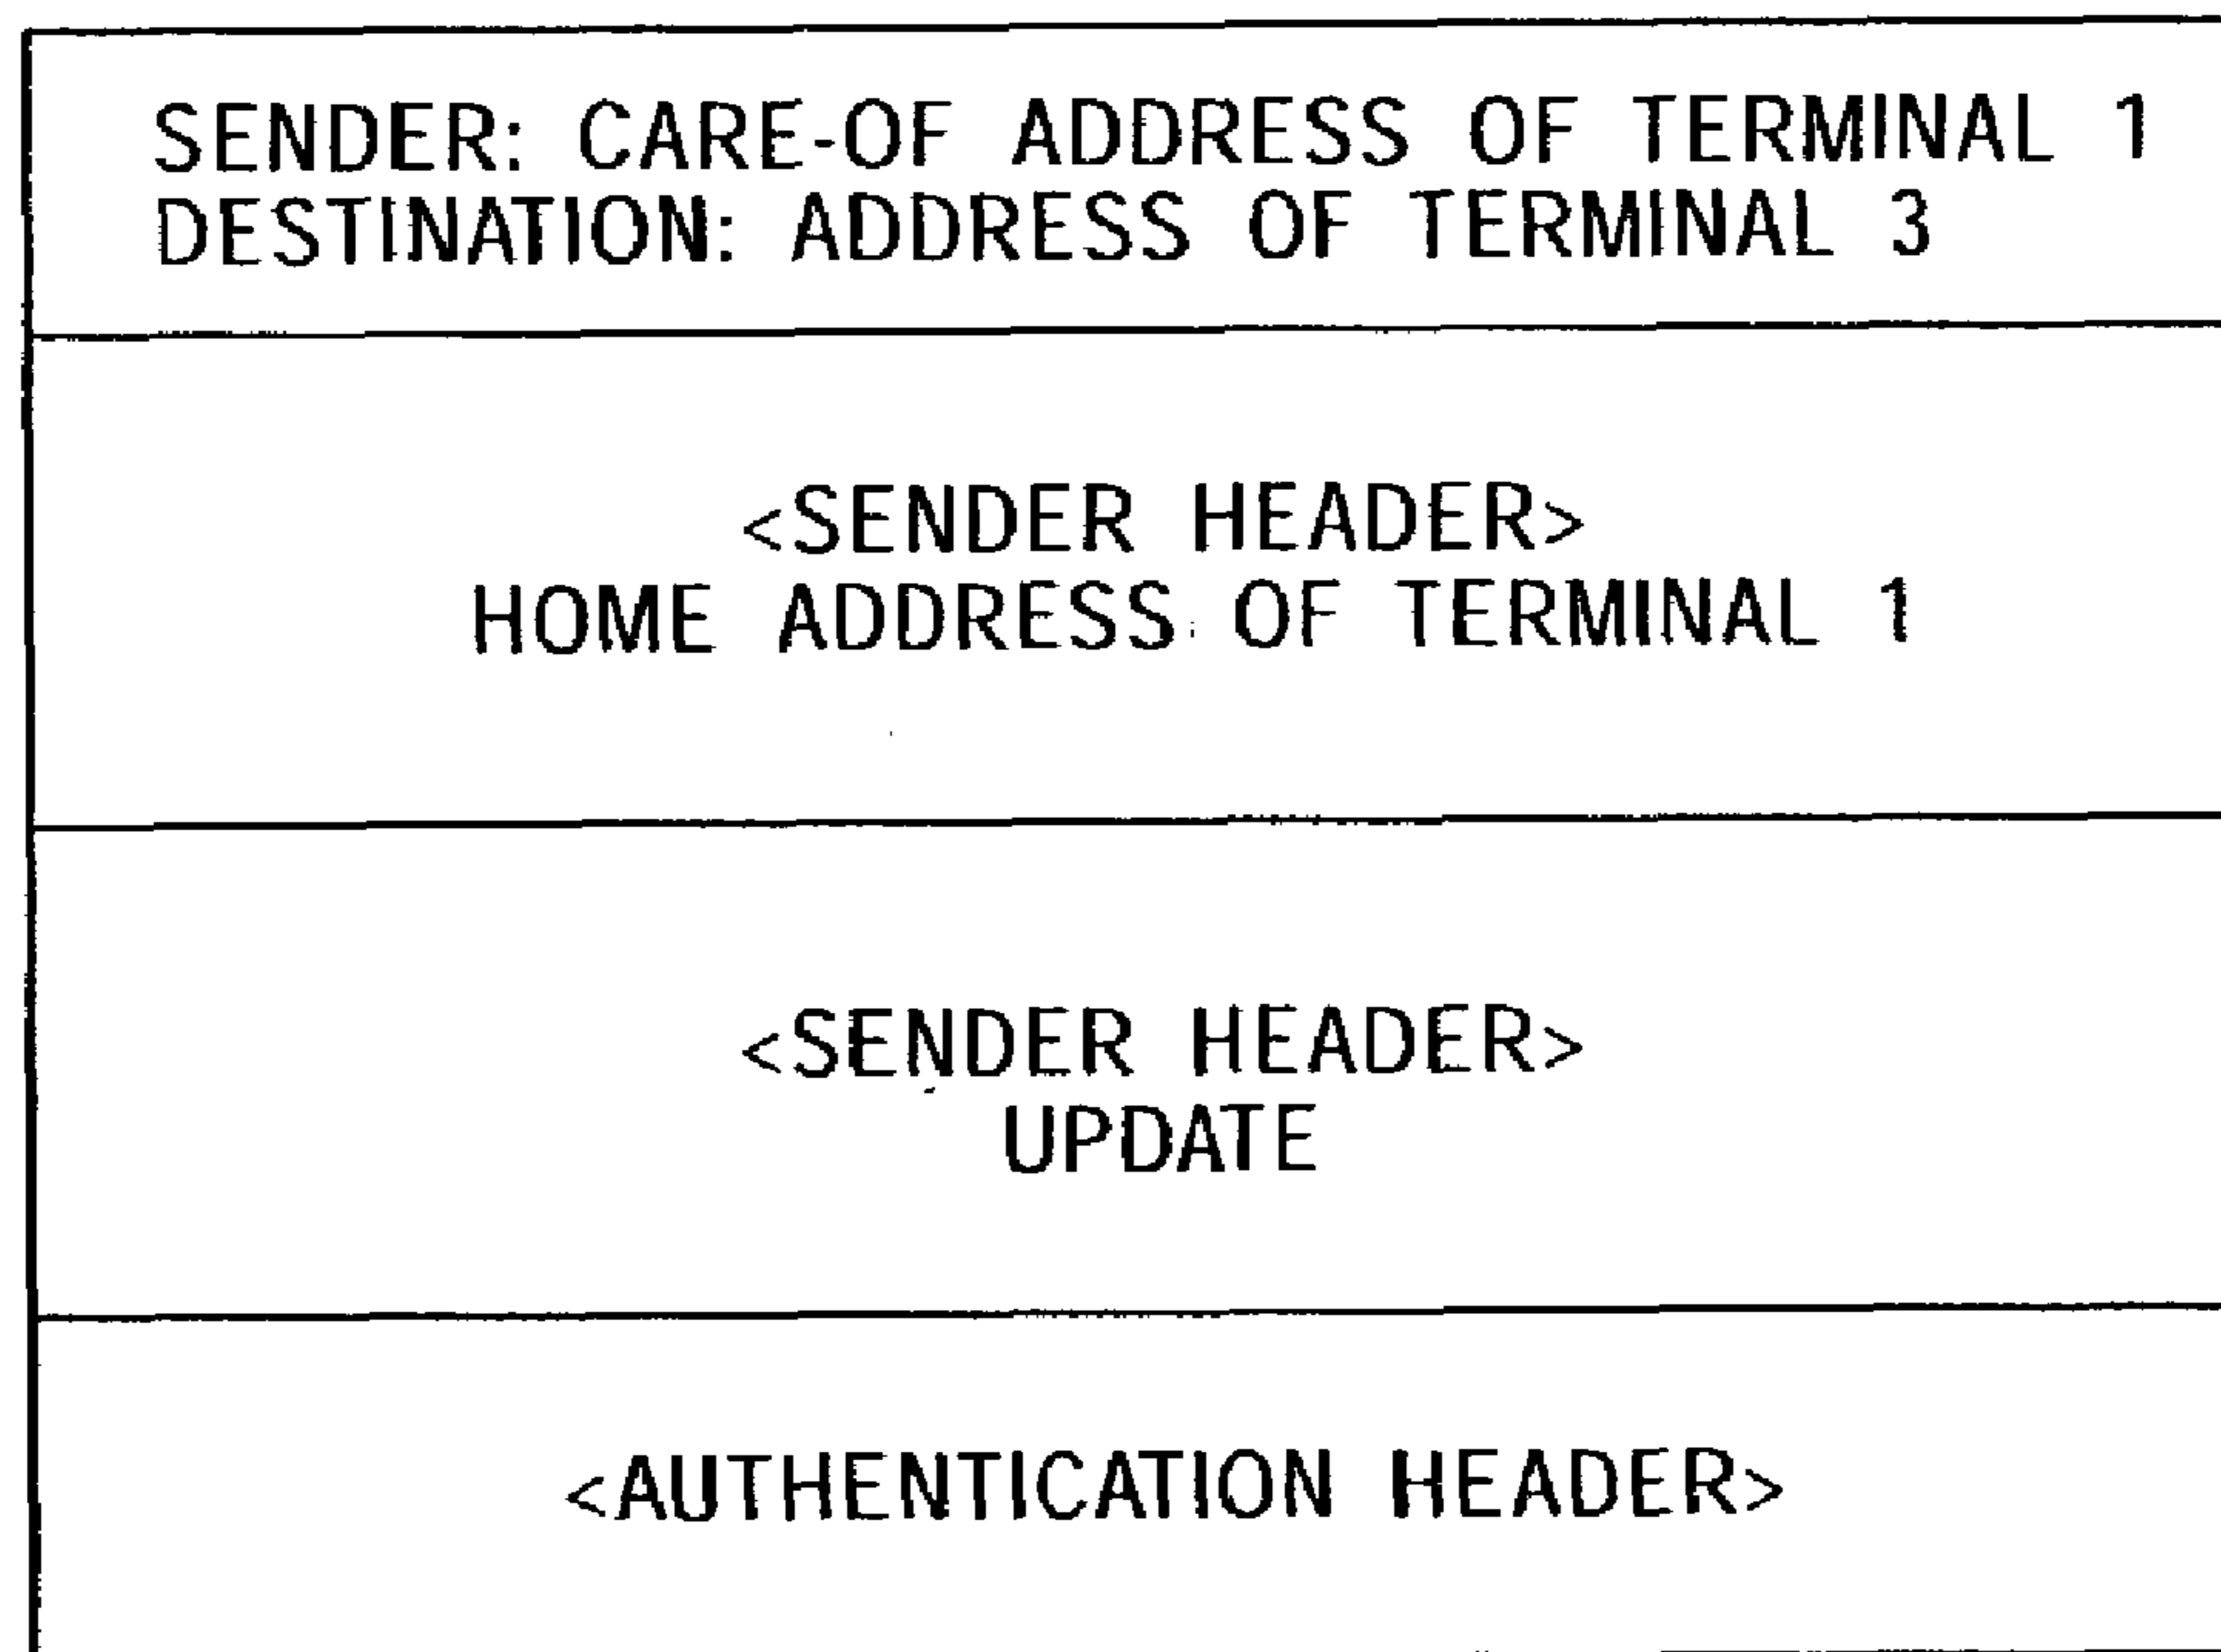 SENDER: CARE-OF ADDRESS OF TERMINAL 1
DESTINATION: ADDRESS OF TERMINAL 3
<SENDER HEADER>
HOME ADDRESS OF TERMINAL 1
<SENDER HEADER>
UPDATE
<AUTHENTICATION HEADER>